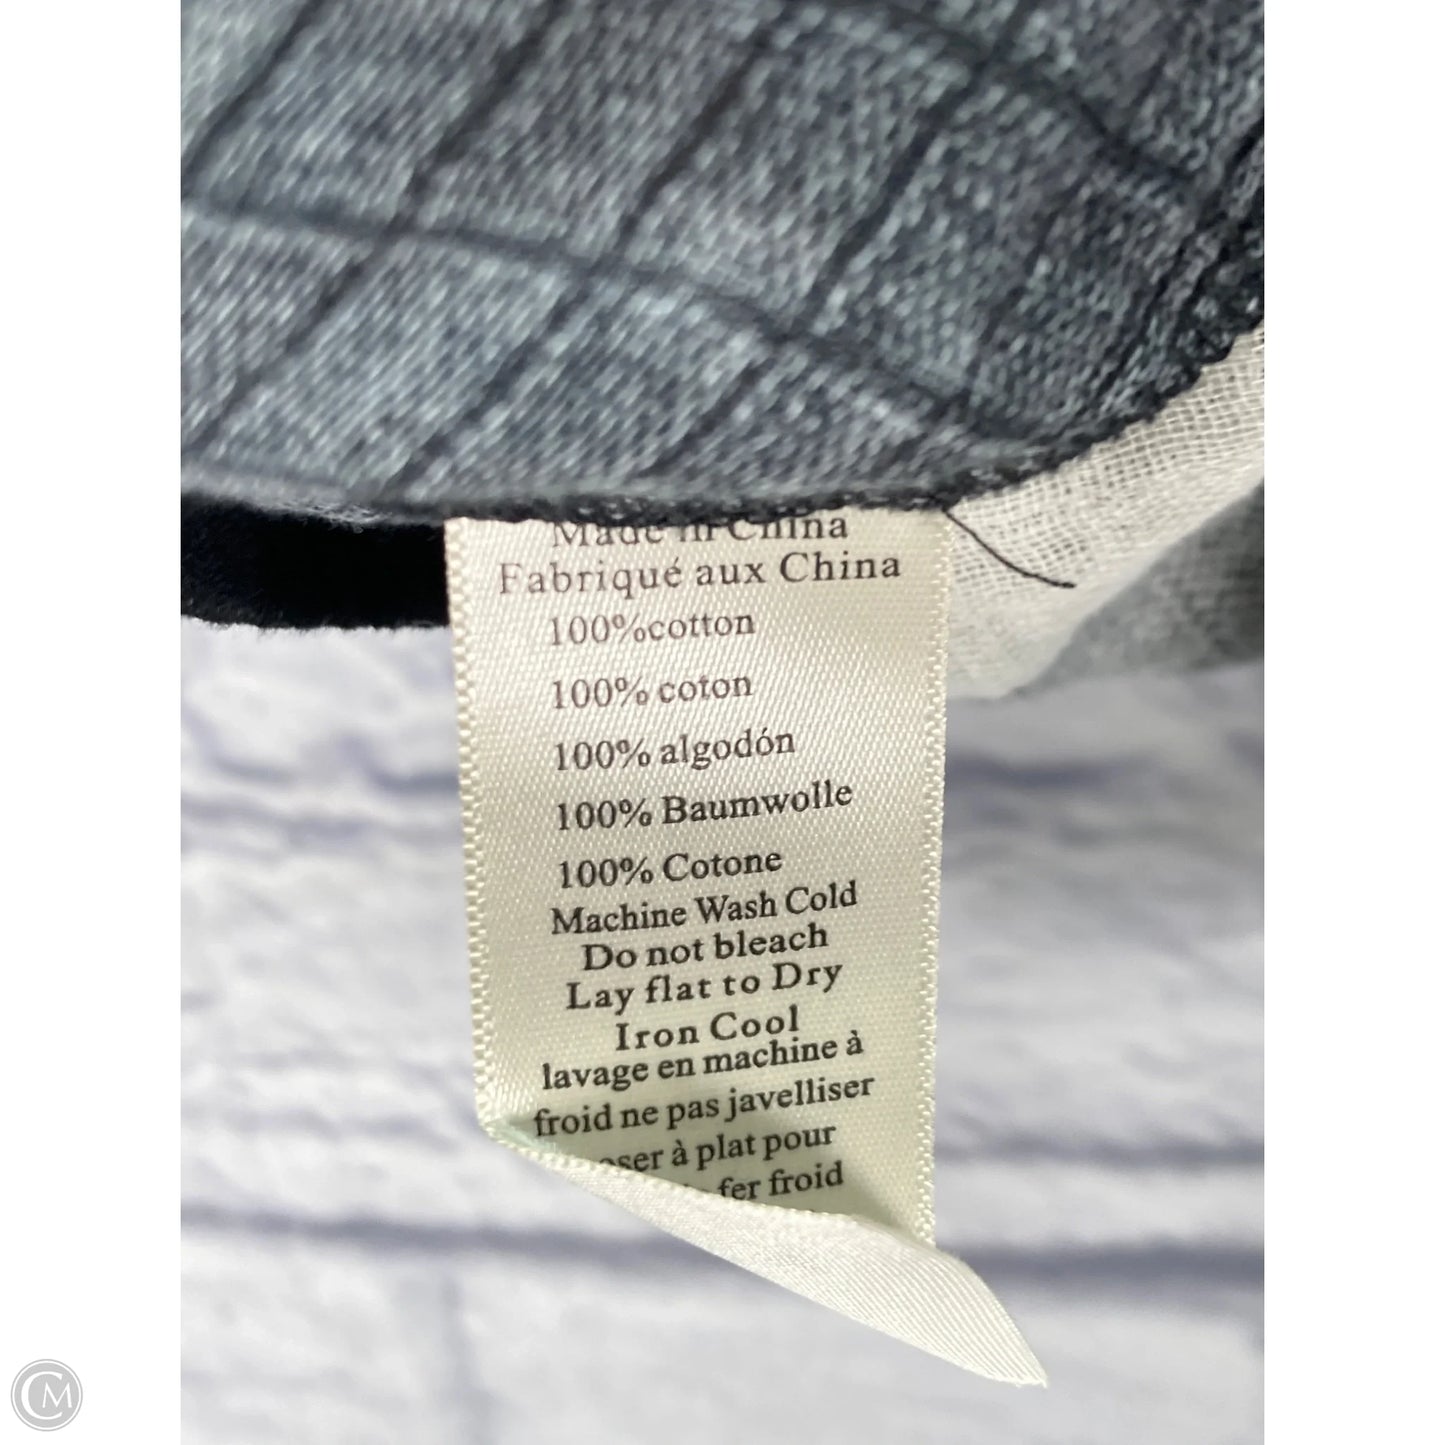 Made in China
Fabriqué aux China
100%cotton
100% coton
100% algodón
100% Baumwolle
100% Cotone
Machine Wash Cold
Do not bleach
Lay flat to Dry
Iron Cool
lavage en machine à
froid ne pas javelliser
à plat pour
fer froid
CM